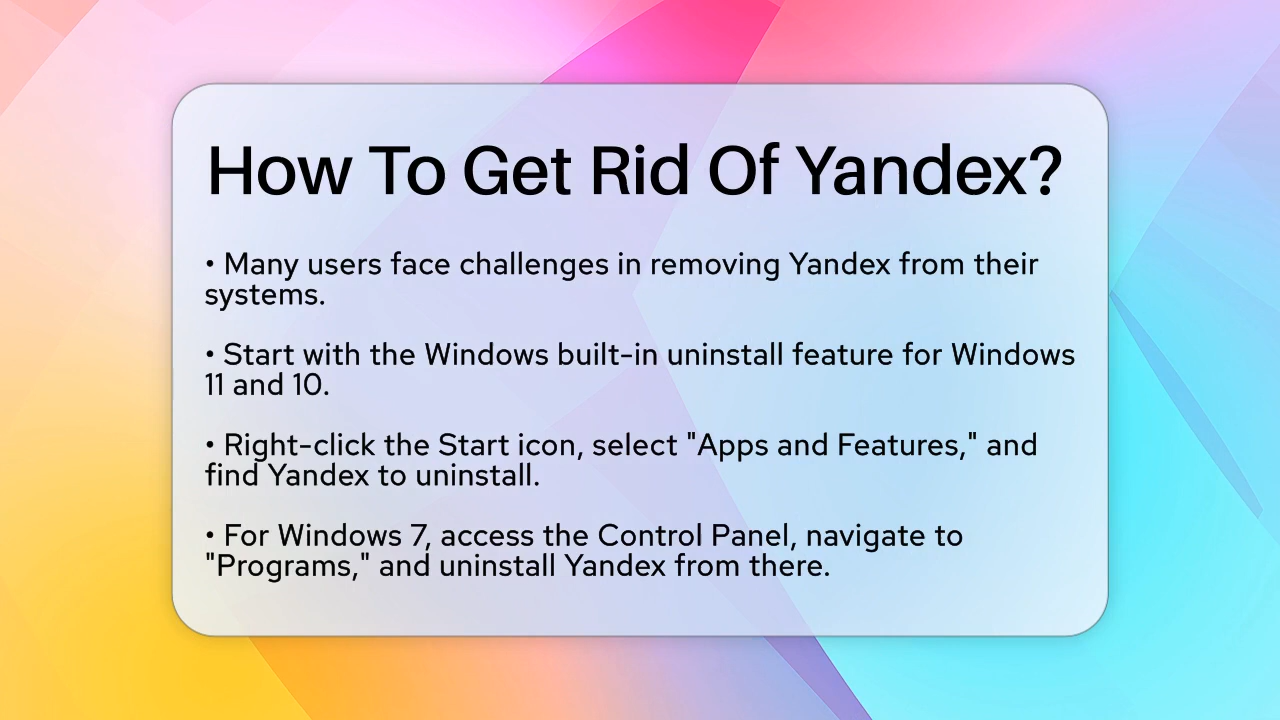 How To Get Rid Of Yandex?
• Many users face challenges in removing Yandex from their
systems.
• Start with the Windows built-in uninstall feature for Windows
11 and 10.
• Right-click the Start icon, select "Apps and Features," and
find Yandex to uninstall.
• For Windows 7, access the Control Panel, navigate to
"Programs," and uninstall Yandex from there.